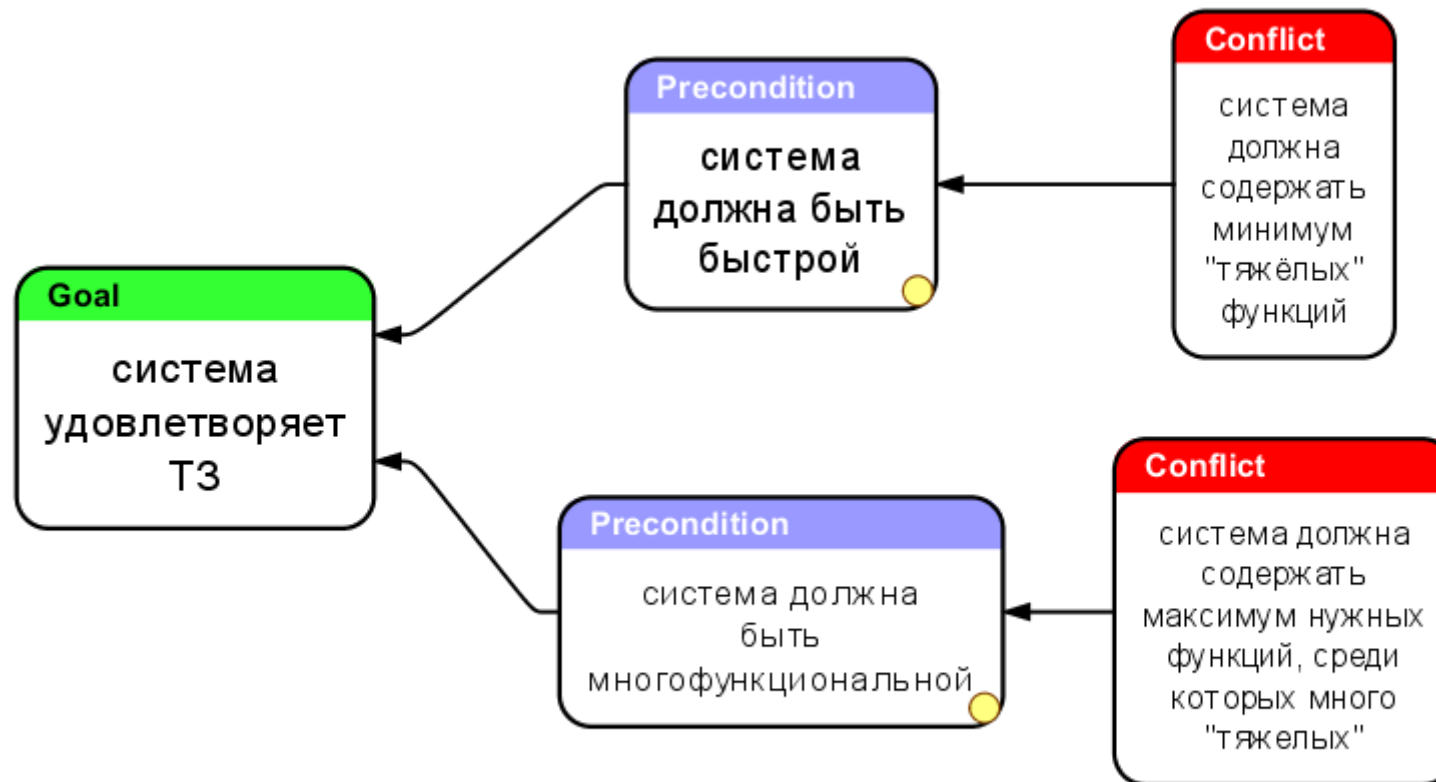 Goal
система
удовлетворяет
ТЗ
Precondition
система
должна быть
быстрой
Conflict
система
должна
содержать
минимум
"тяжёлых"
функций
Precondition
система должна
быть
многофункциональной
Conflict
система должна
содержать
максимум нужных
функций, среди
которых много
"тяжелых"